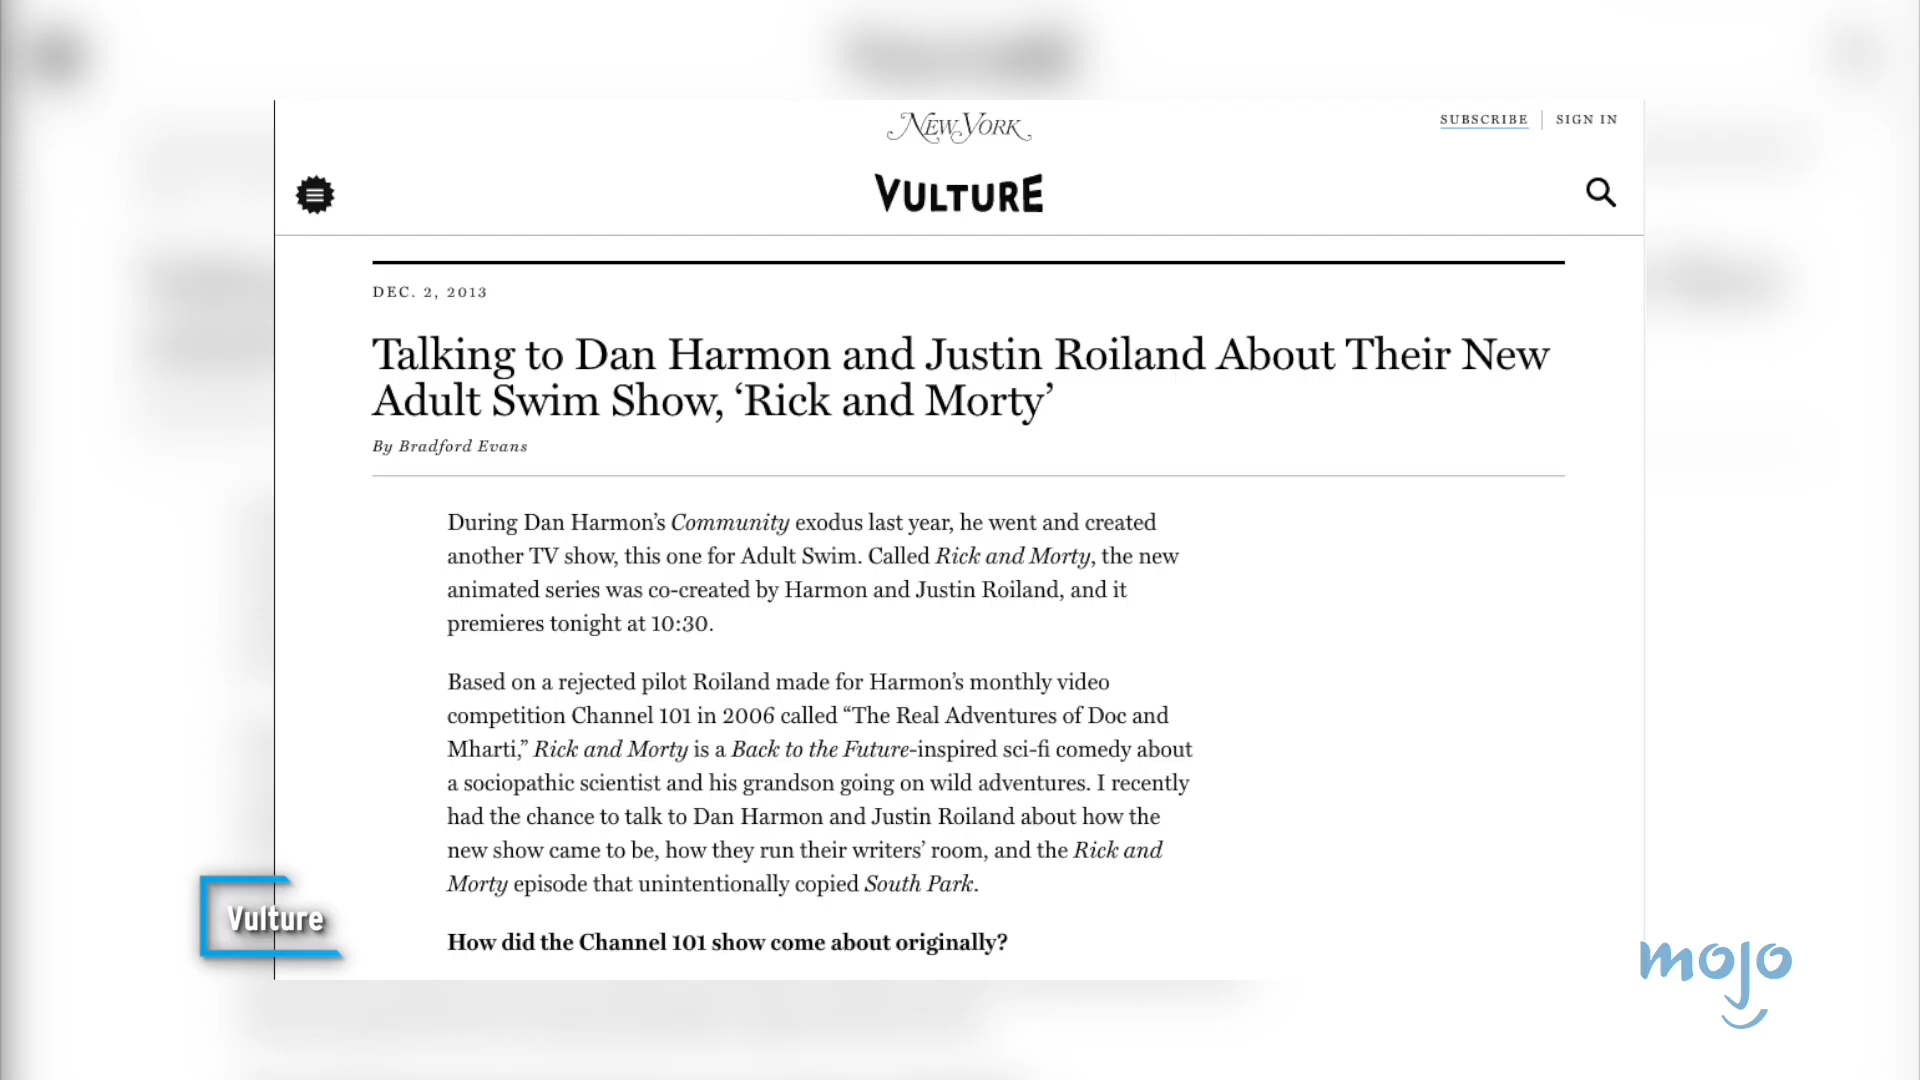 New York
SUBSCRIBE
SIGN IN
VULTURE
DEC. 2, 2013
Talking to Dan Harmon and Justin Roiland About Their New
Adult Swim Show, ‘Rick and Morty’
By Bradford Evans
During Dan Harmon’s Community exodus last year, he went and created
another TV show, this one for Adult Swim. Called Rick and Morty, the new
animated series was co-created by Harmon and Justin Roiland, and it
premieres tonight at 10:30.
Based on a rejected pilot Roiland made for Harmon’s monthly video
competition Channel 101 in 2006 called “The Real Adventures of Doc and
Mharti,” Rick and Morty is a Back to the Future-inspired sci-fi comedy about
a sociopathic scientist and his grandson going on wild adventures. I recently
had the chance to talk to Dan Harmon and Justin Roiland about how the
new show came to be, how they run their writers’ room, and the Rick and
Morty episode that unintentionally copied South Park.
How did the Channel 101 show come about originally?
Vulture
mojo